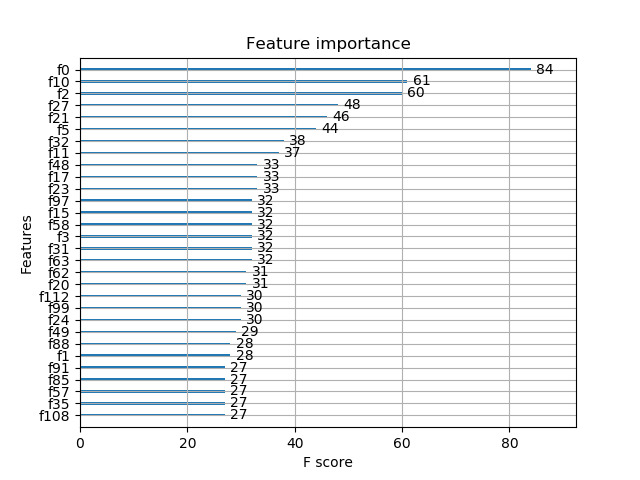 Feature importance
f0 84
f10 61
f2 60
f27 48
f21 46
f5 44
f32 38
f11 37
f48 33
f17 33
f23 33
f97 32
f15 32
f58 32
f3 32
f31 32
f63 32
f62 31
f20 31
f112 30
f99 30
f24 30
f49 29
f88 28
f1 28
f91 27
f85 27
f57 27
f35 27
f108 27
Features
0 20 40 60 80
F score